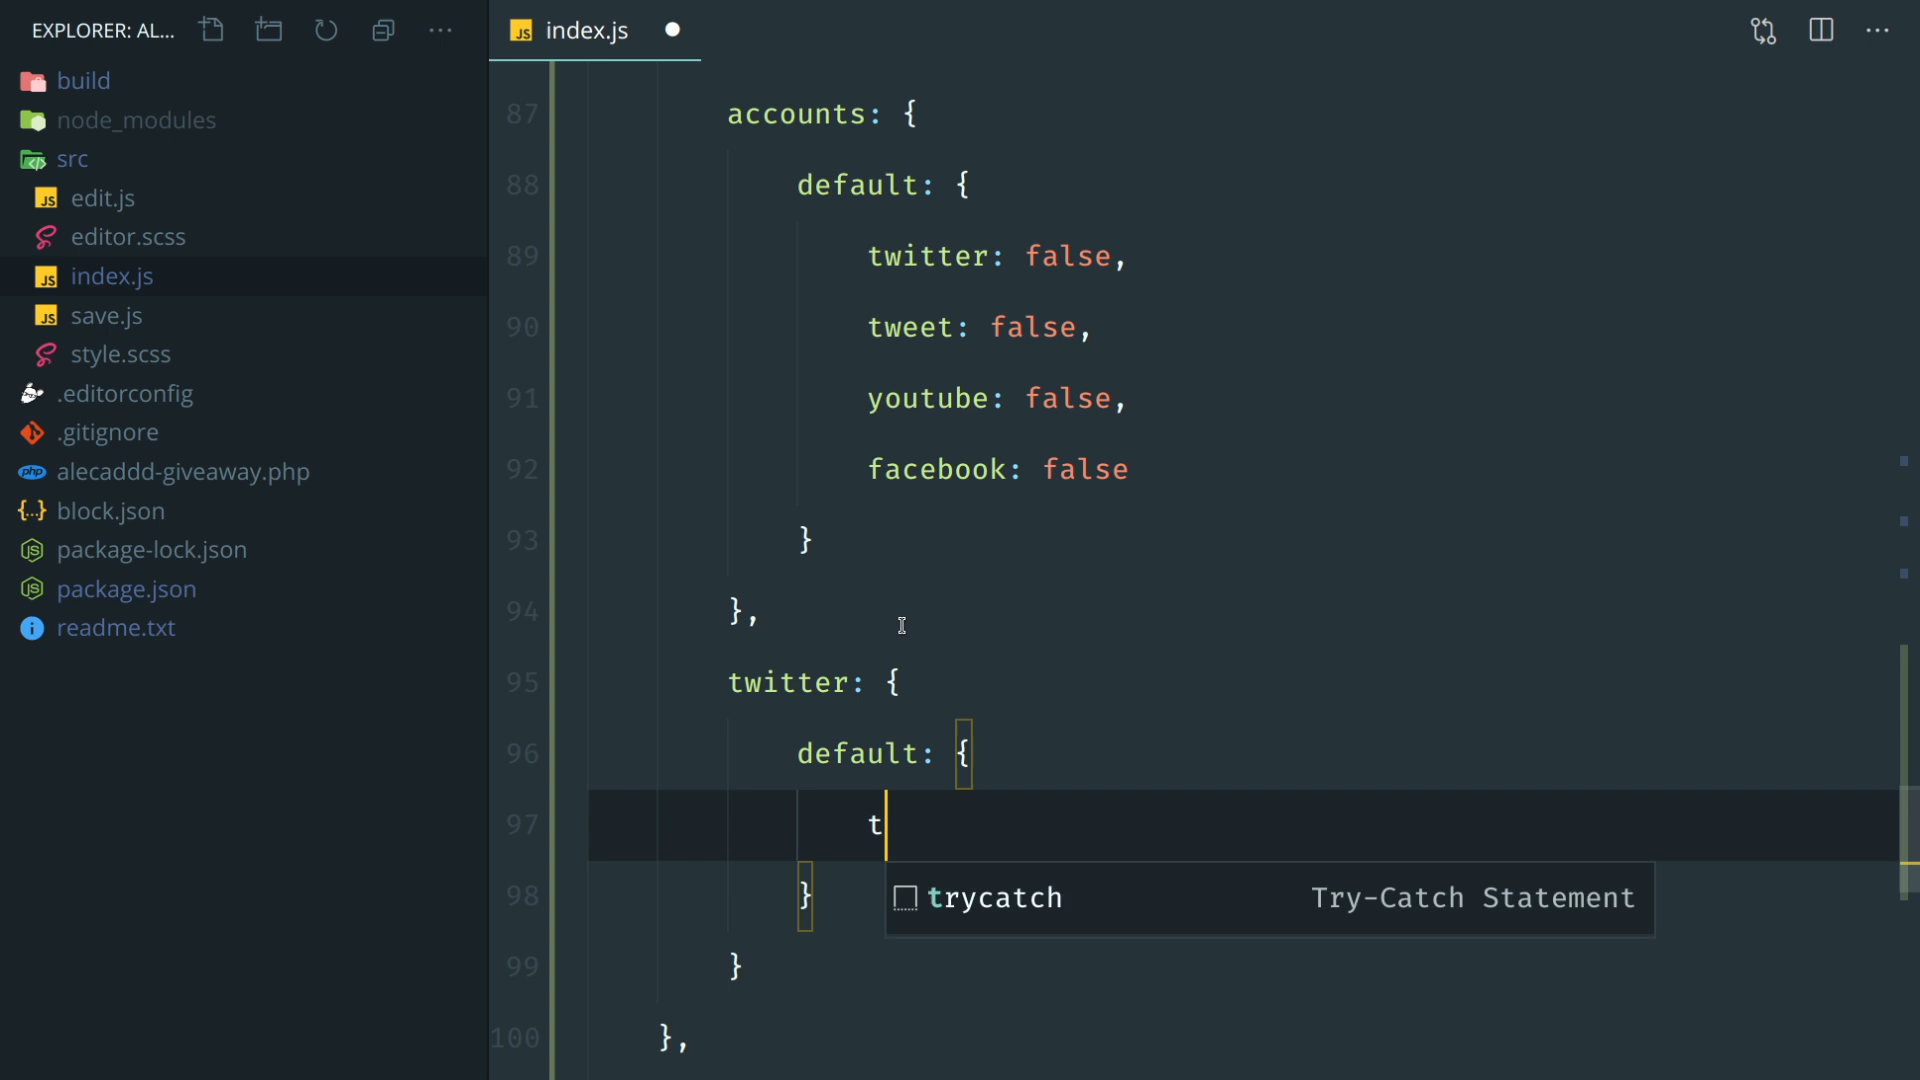 EXPLORER: AL...
build
node_modules
src
edit.js
editor.scss
index.js
save.js
style.scss
.editorconfig
.gitignore
alecaddd-giveaway.php
block.json
package-lock.json
package.json
readme.txt
index.js
87 accounts: {
88 default: {
89 twitter: false,
90 tweet: false,
91 youtube: false,
92 facebook: false
93 }
94 },
95 twitter: {
96 default: {
97 t
trycatch Try-Catch Statement
98 }
99 }
100 },